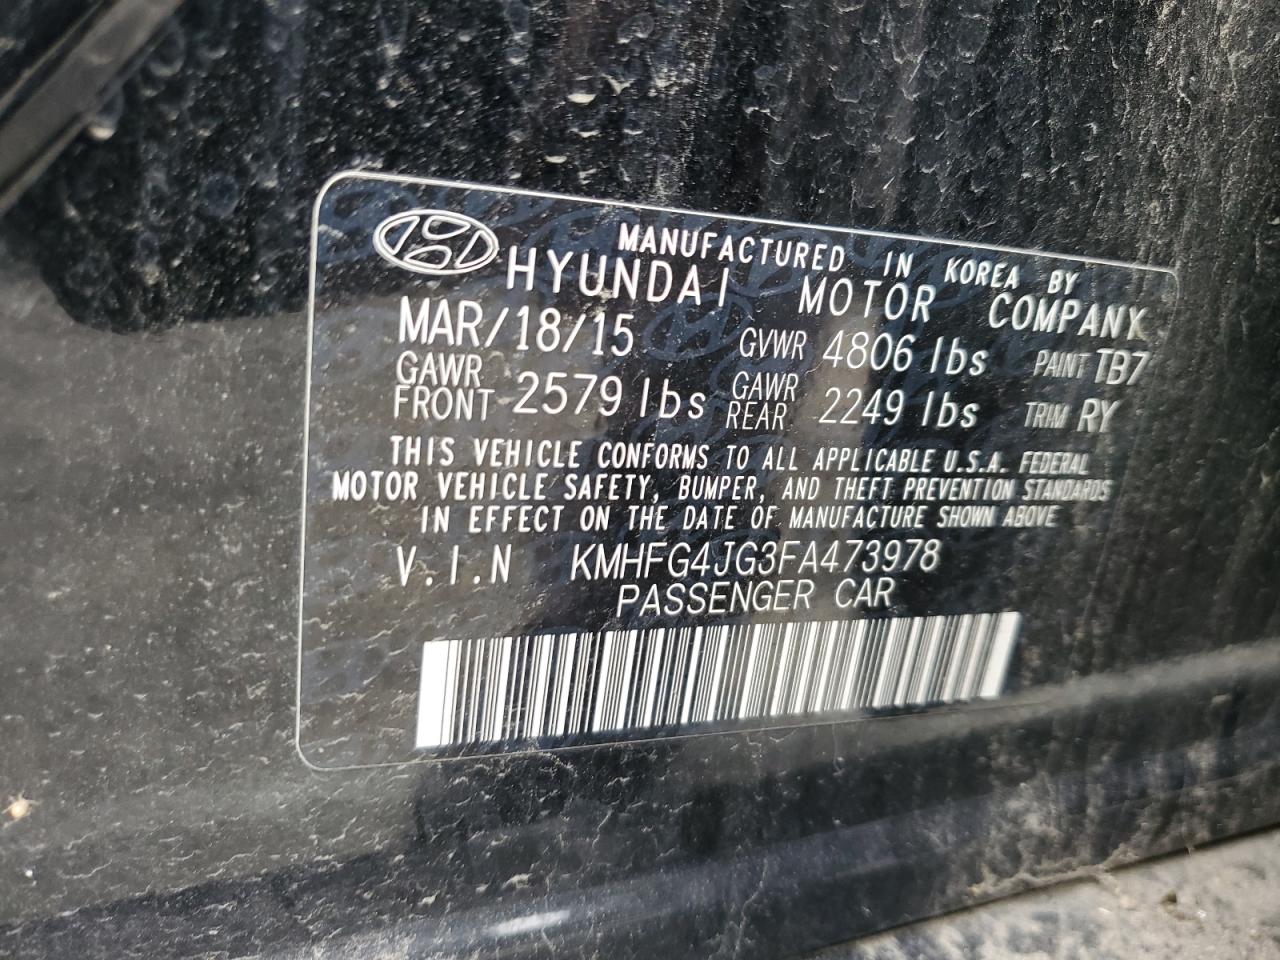 MANUFACTURED IN KOREA BY
HYUNDAI MOTOR COMPANY
MAR/18/15 GVWR 4806 lbs PAINT TB7
GAWR FRONT 2579 lbs GAWR REAR 2249 lbs TRIM RY
THIS VEHICLE CONFORMS TO ALL APPLICABLE U.S.A. FEDERAL
MOTOR VEHICLE SAFETY, BUMPER, AND THEFT PREVENTION STANDARDS
IN EFFECT ON THE DATE OF MANUFACTURE SHOWN ABOVE
V.I.N KMHFG4JG3FA473978
PASSENGER CAR